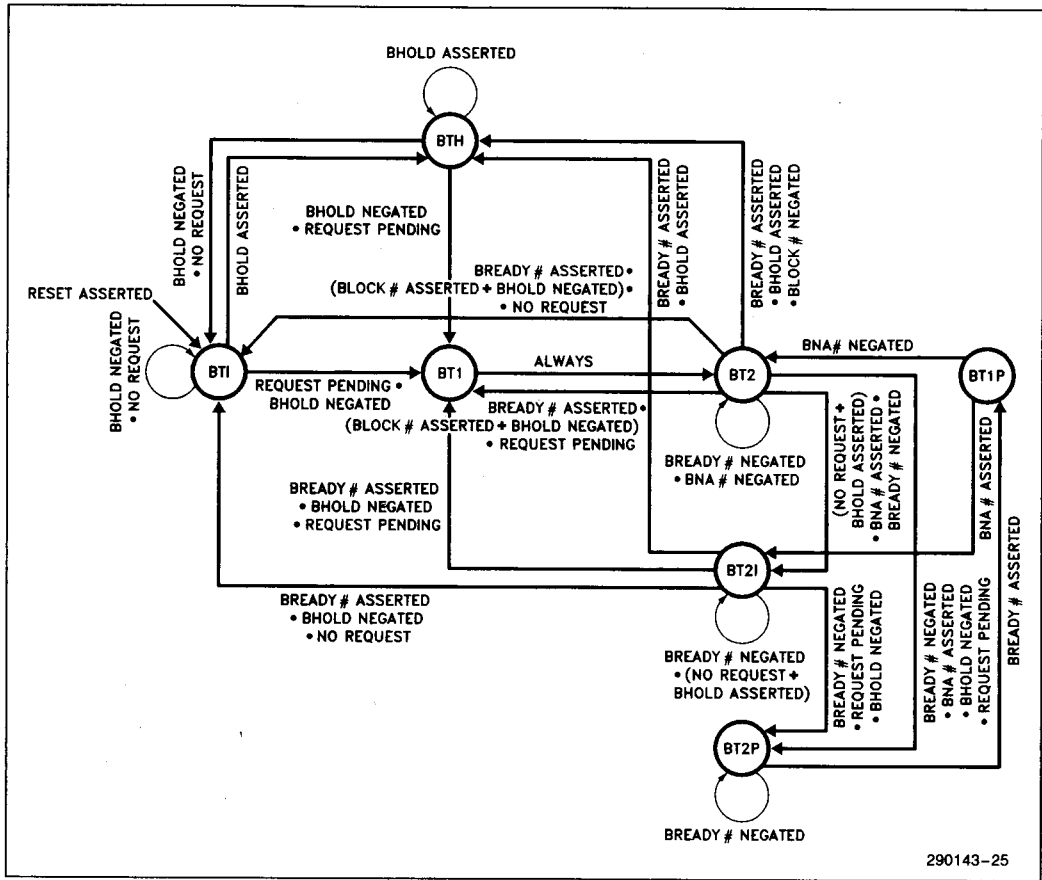 BHOLD ASSERTED
BTH
BHOLD NEGATED
• NO REQUEST
BHOLD ASSERTED
BHOLD NEGATED
• REQUEST PENDING
BREADY# ASSERTED
• BHOLD ASSERTED
BREADY# ASSERTED
• BHOLD ASSERTED
• BLOCK# NEGATED
BREADY# ASSERTED •
(BLOCK# ASSERTED + BHOLD NEGATED) •
• NO REQUEST
RESET ASSERTED
BHOLD NEGATED
• NO REQUEST
BTI
REQUEST PENDING •
BHOLD NEGATED
BT1
ALWAYS
BT2
BNA# NEGATED
BT1P
BREADY# ASSERTED •
(BLOCK# ASSERTED + BHOLD NEGATED)
• REQUEST PENDING
BREADY# NEGATED
• BNA# NEGATED
(NO REQUEST +
BHOLD ASSERTED)
• BNA# ASSERTED •
BREADY# NEGATED
BNA# ASSERTED
BREADY# ASSERTED
• BHOLD NEGATED
• REQUEST PENDING
BT2I
BREADY# ASSERTED
• BHOLD NEGATED
• NO REQUEST
BREADY# NEGATED
• (NO REQUEST +
BHOLD ASSERTED)
BREADY# NEGATED
• REQUEST PENDING
• BHOLD NEGATED
BREADY# NEGATED
• BNA# ASSERTED
• BHOLD NEGATED
• REQUEST PENDING
BREADY# ASSERTED
BT2P
BREADY# NEGATED
290143-25